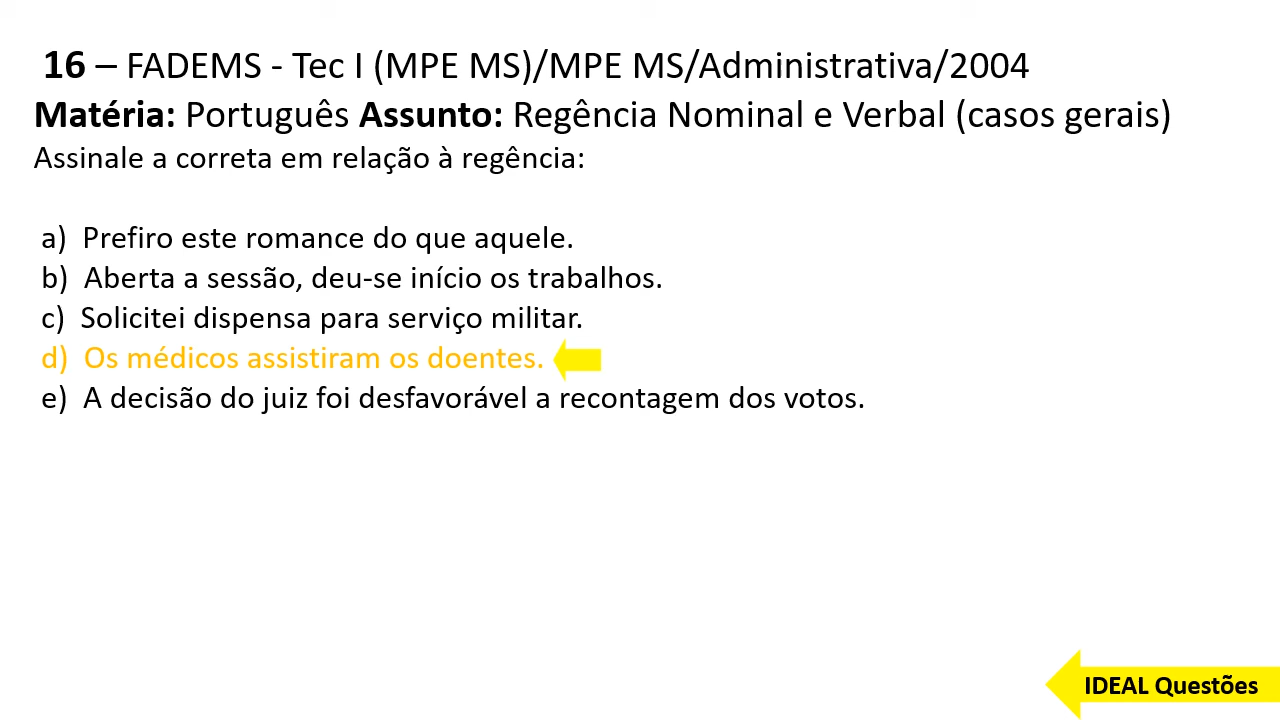 16 – FADEMS - Tec I (MPE MS)/MPE MS/Administrativa/2004
Matéria: Português Assunto: Regência Nominal e Verbal (casos gerais)
Assinale a correta em relação à regência:
a) Prefiro este romance do que aquele.
b) Aberta a sessão, deu-se início os trabalhos.
c) Solicitei dispensa para serviço militar.
d) Os médicos assistiram os doentes.
e) A decisão do juiz foi desfavorável a recontagem dos votos.
IDEAL Questões